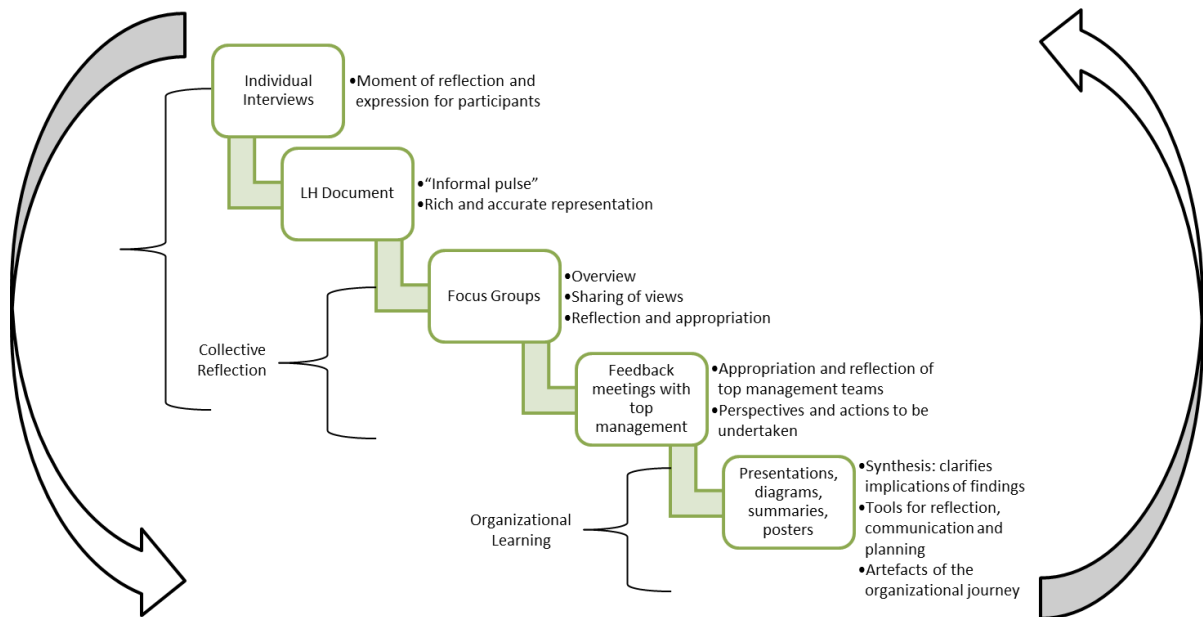 Individual
Interviews
•Moment of reflection and
expression for participants
LH Document
•“Informal pulse”
•Rich and accurate representation
Focus Groups
•Overview
•Sharing of views
•Reflection and appropriation
Collective
Reflection
Feedback
meetings with
top
management
•Appropriation and reflection of
top management teams
•Perspectives and actions to be
undertaken
Presentations,
diagrams,
summaries,
posters
•Synthesis: clarifies
implications of findings
•Tools for reflection,
communication and
planning
•Artefacts of the
organizational journey
Organizational
Learning